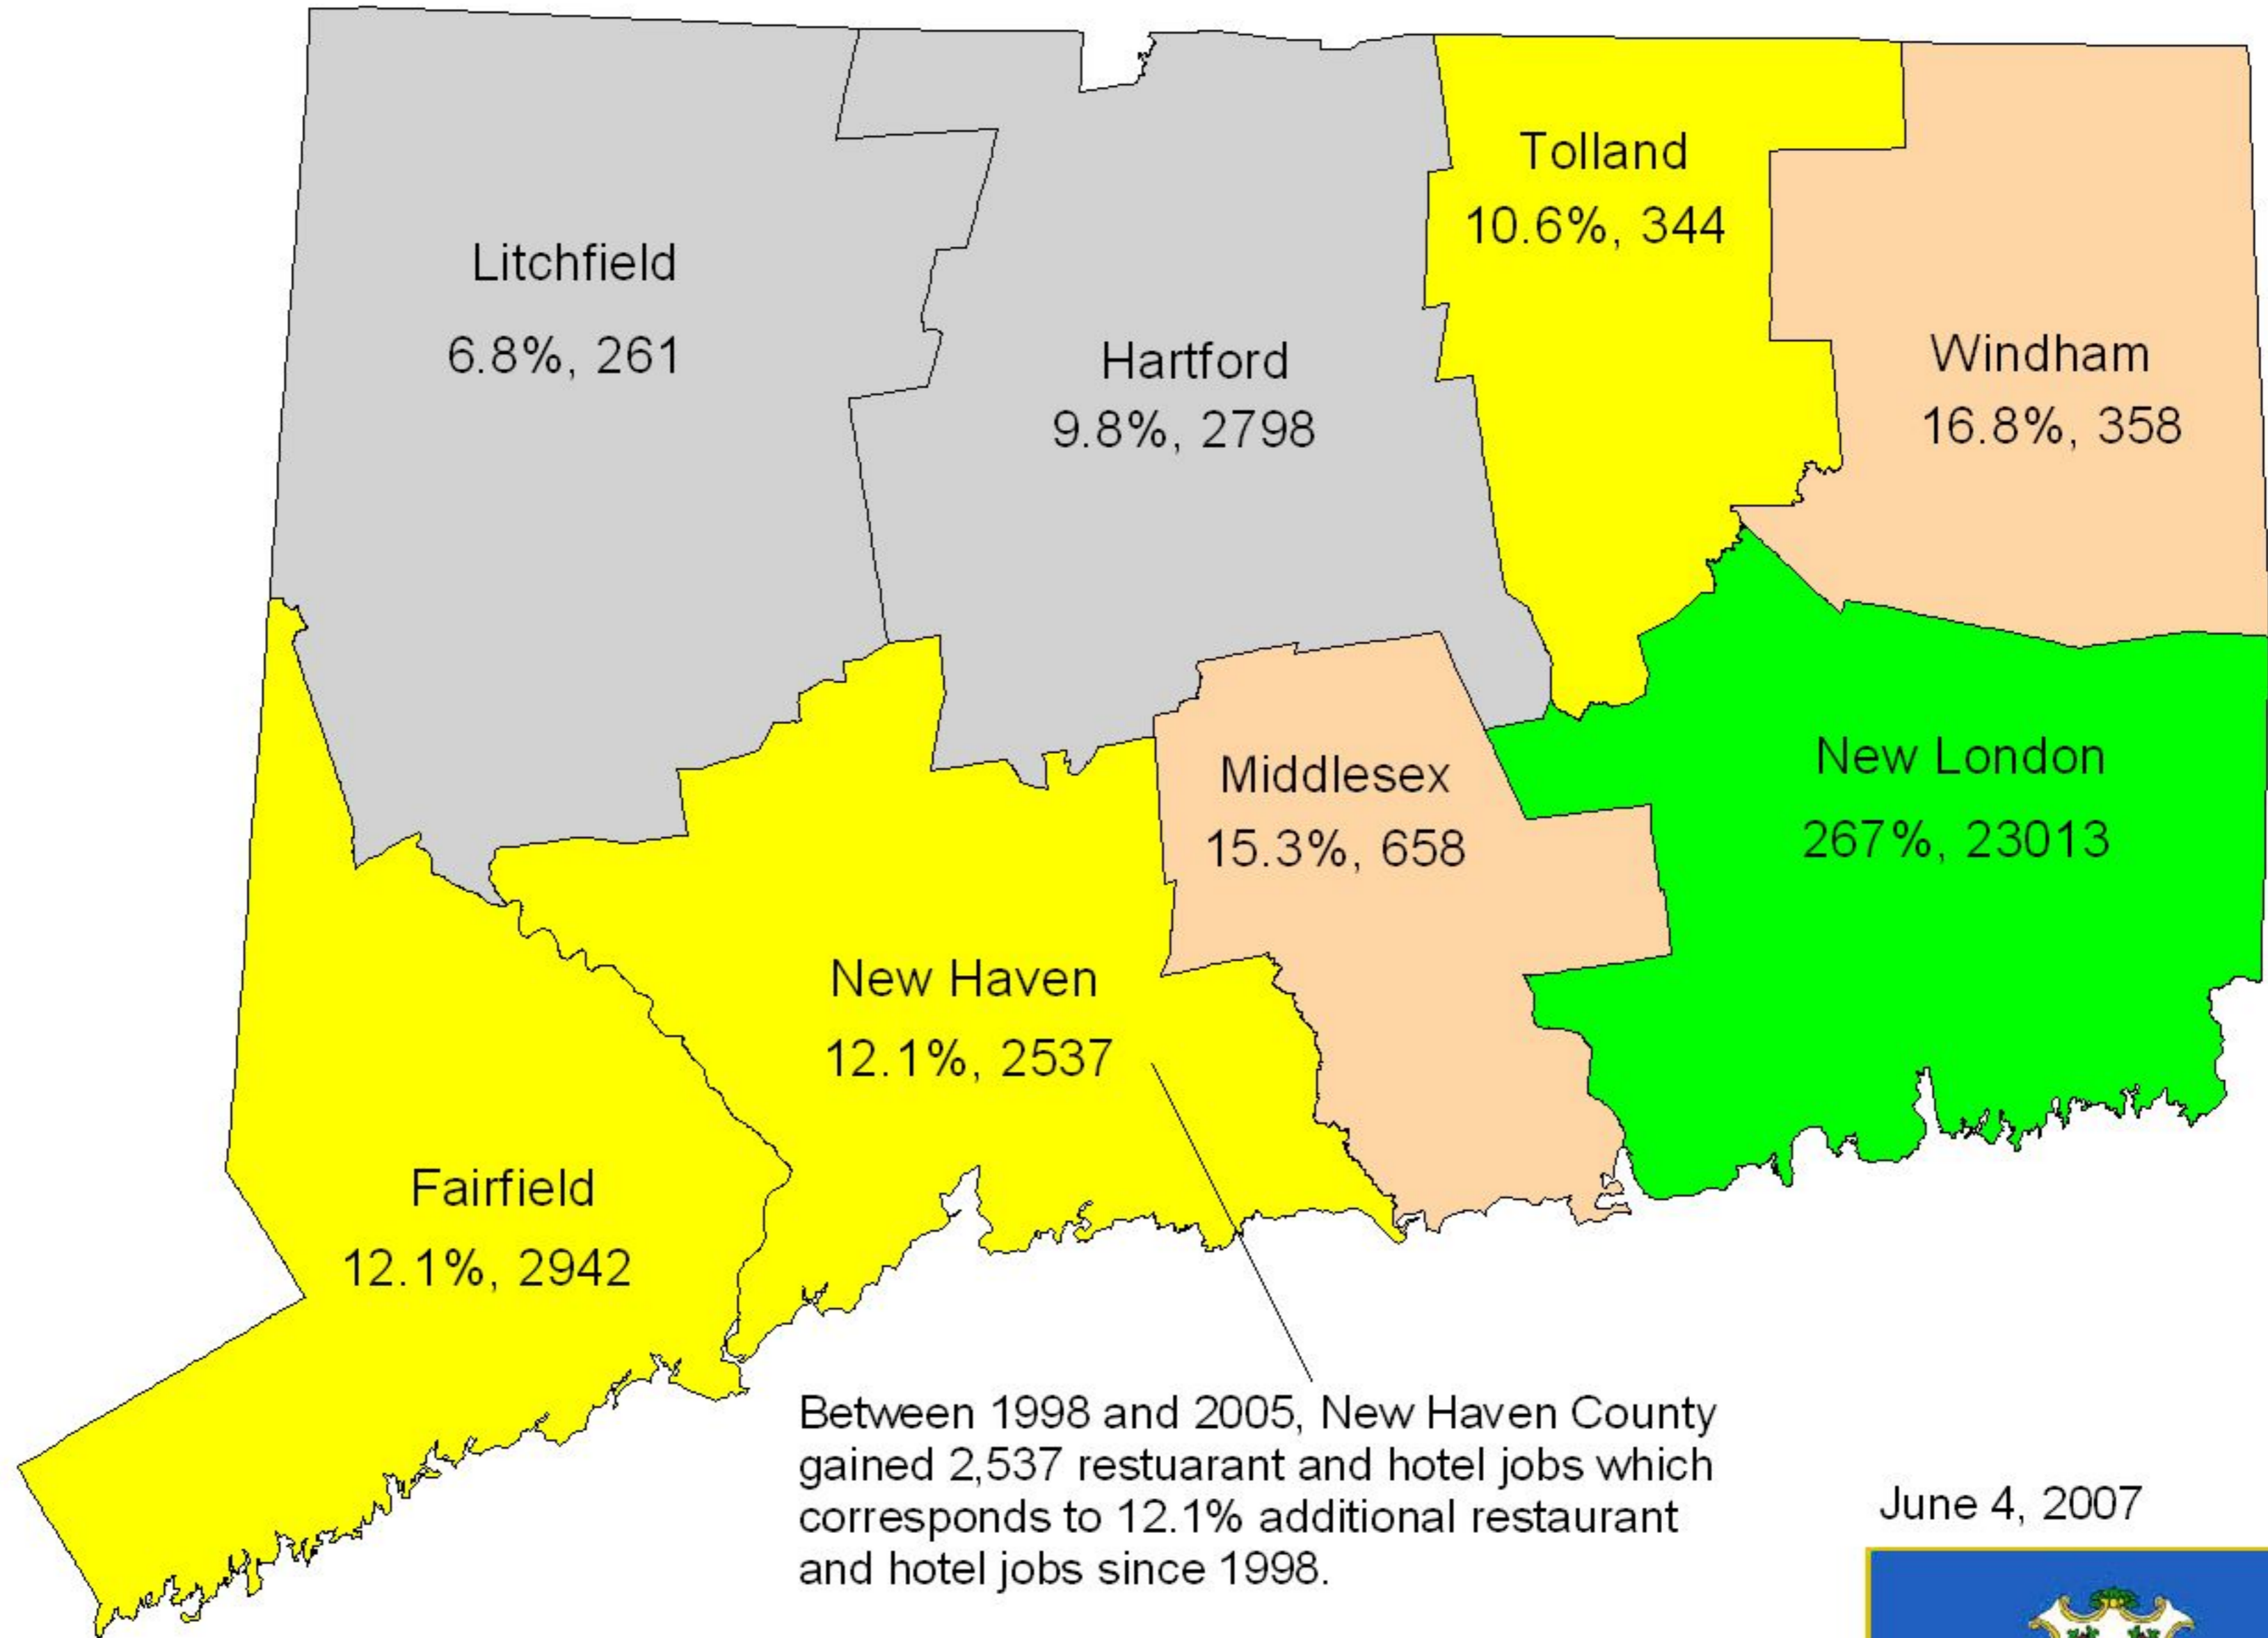 Tolland
10.6%, 344
Litchfield
6.8%, 261
Hartford
9.8%, 2798
Windham
16.8%, 358
Middlesex
15.3%, 658
New London
267%, 23013
New Haven
12.1%, 2537
Fairfield
12.1%, 2942
Between 1998 and 2005, New Haven County
gained 2,537 restuarant and hotel jobs which
corresponds to 12.1% additional restaurant
and hotel jobs since 1998.
June 4, 2007